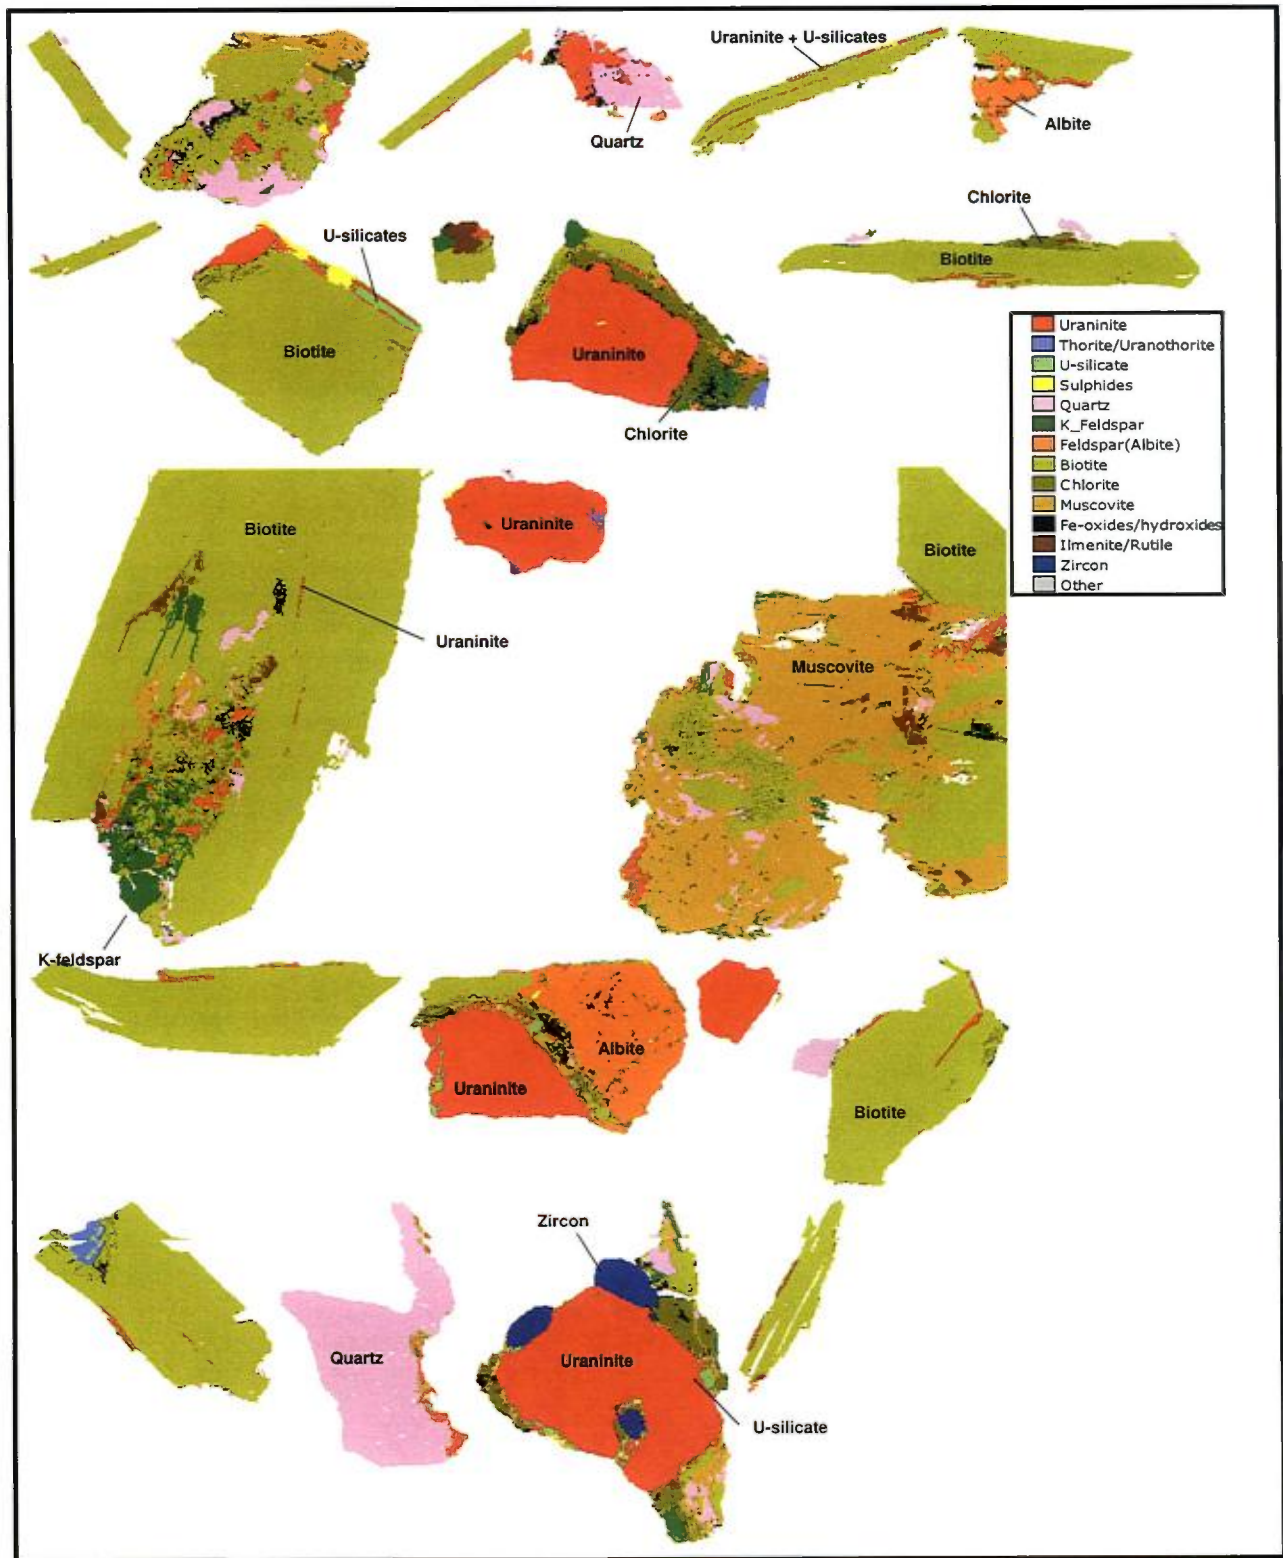 Uraninite + U-silicates
Quartz
Albite
Chlorite
U-silicates
Biotite
Biotite
Uraninite
Chlorite
Uraninite
Thorite/Uranothorite
U-silicate
Sulphides
Quartz
K_Feldspar
Feldspar(Albite)
Biotite
Chlorite
Muscovite
Fe-oxides/hydroxides
Ilmenite/Rutile
Zircon
Other
Biotite
Uraninite
Biotite
Uraninite
Muscovite
K-feldspar
Albite
Uraninite
Biotite
Zircon
Quartz
Uraninite
U-silicate